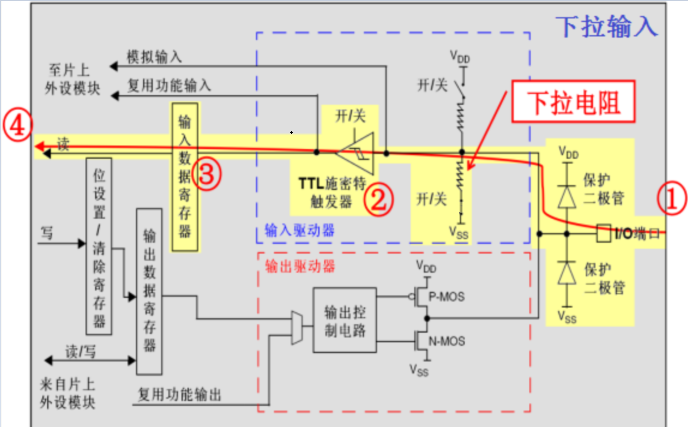 下拉输入
模拟输入
至片上
外设模块
复用功能输入
VDD
开/关
下拉电阻
开/关
④
读
输入数据寄存器
③
TTL施密特
触发器
②
开/关
VSS
输入驱动器
VDD
保护
二极管
①
I/O端口
保护
二极管
VSS
位设置/清除寄存器
写
输出数据寄存器
输出驱动器
VDD
P-MOS
输出控
制电路
N-MOS
VSS
读/写
来自片上
外设模块
复用功能输出